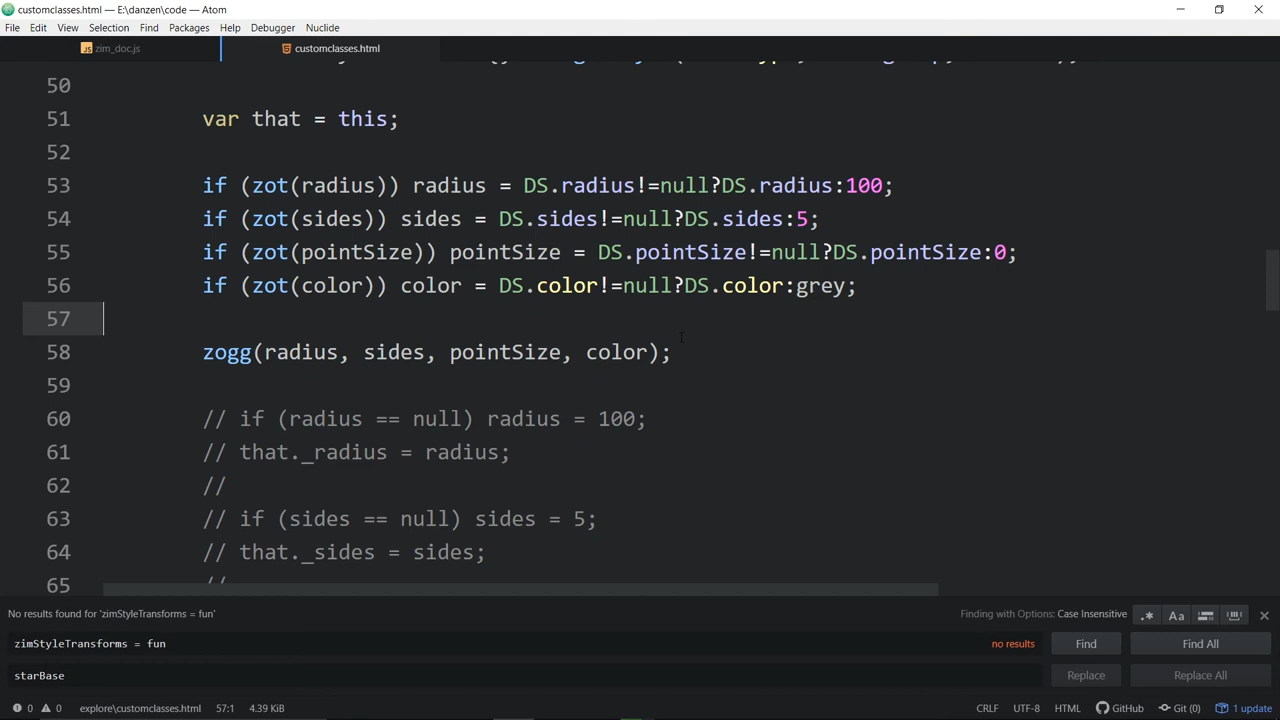 customclasses.html — E:\danzen\code — Atom
File Edit View Selection Find Packages Help Debugger Nuclide
zim_doc.js customclasses.html
50
51 var that = this;
52
53 if (zot(radius)) radius = DS.radius!=null?DS.radius:100;
54 if (zot(sides)) sides = DS.sides!=null?DS.sides:5;
55 if (zot(pointSize)) pointSize = DS.pointSize!=null?DS.pointSize:0;
56 if (zot(color)) color = DS.color!=null?DS.color:grey;
57
58 zogg(radius, sides, pointSize, color);
59
60 // if (radius == null) radius = 100;
61 // that._radius = radius;
62 //
63 // if (sides == null) sides = 5;
64 // that._sides = sides;
65 //
No results found for 'zimStyleTransforms = fun' Finding with Options: Case Insensitive .* Aa
zimStyleTransforms = fun no results Find Find All
starBase Replace Replace All
0 0 explore\customclasses.html 57:1 4.39 KiB CRLF UTF-8 HTML GitHub Git (0) 1 update